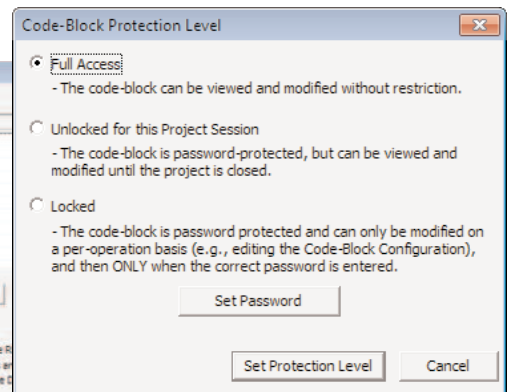 Code-Block Protection Level
Full Access
- The code-block can be viewed and modified without restriction.
Unlocked for this Project Session
- The code-block is password-protected, but can be viewed and
modified until the project is closed.
Locked
- The code-block is password protected and can only be modified on
a per-operation basis (e.g., editing the Code-Block Configuration),
and then ONLY when the correct password is entered.
Set Password
Set Protection Level
Cancel